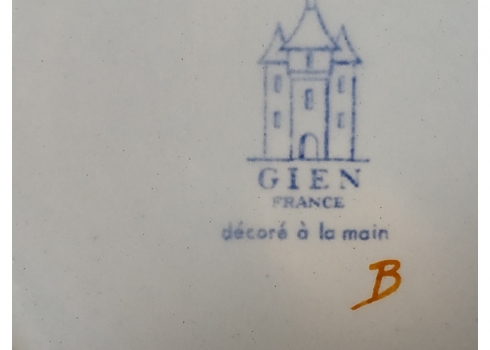 GIEN
FRANCE
décoré à la main
B